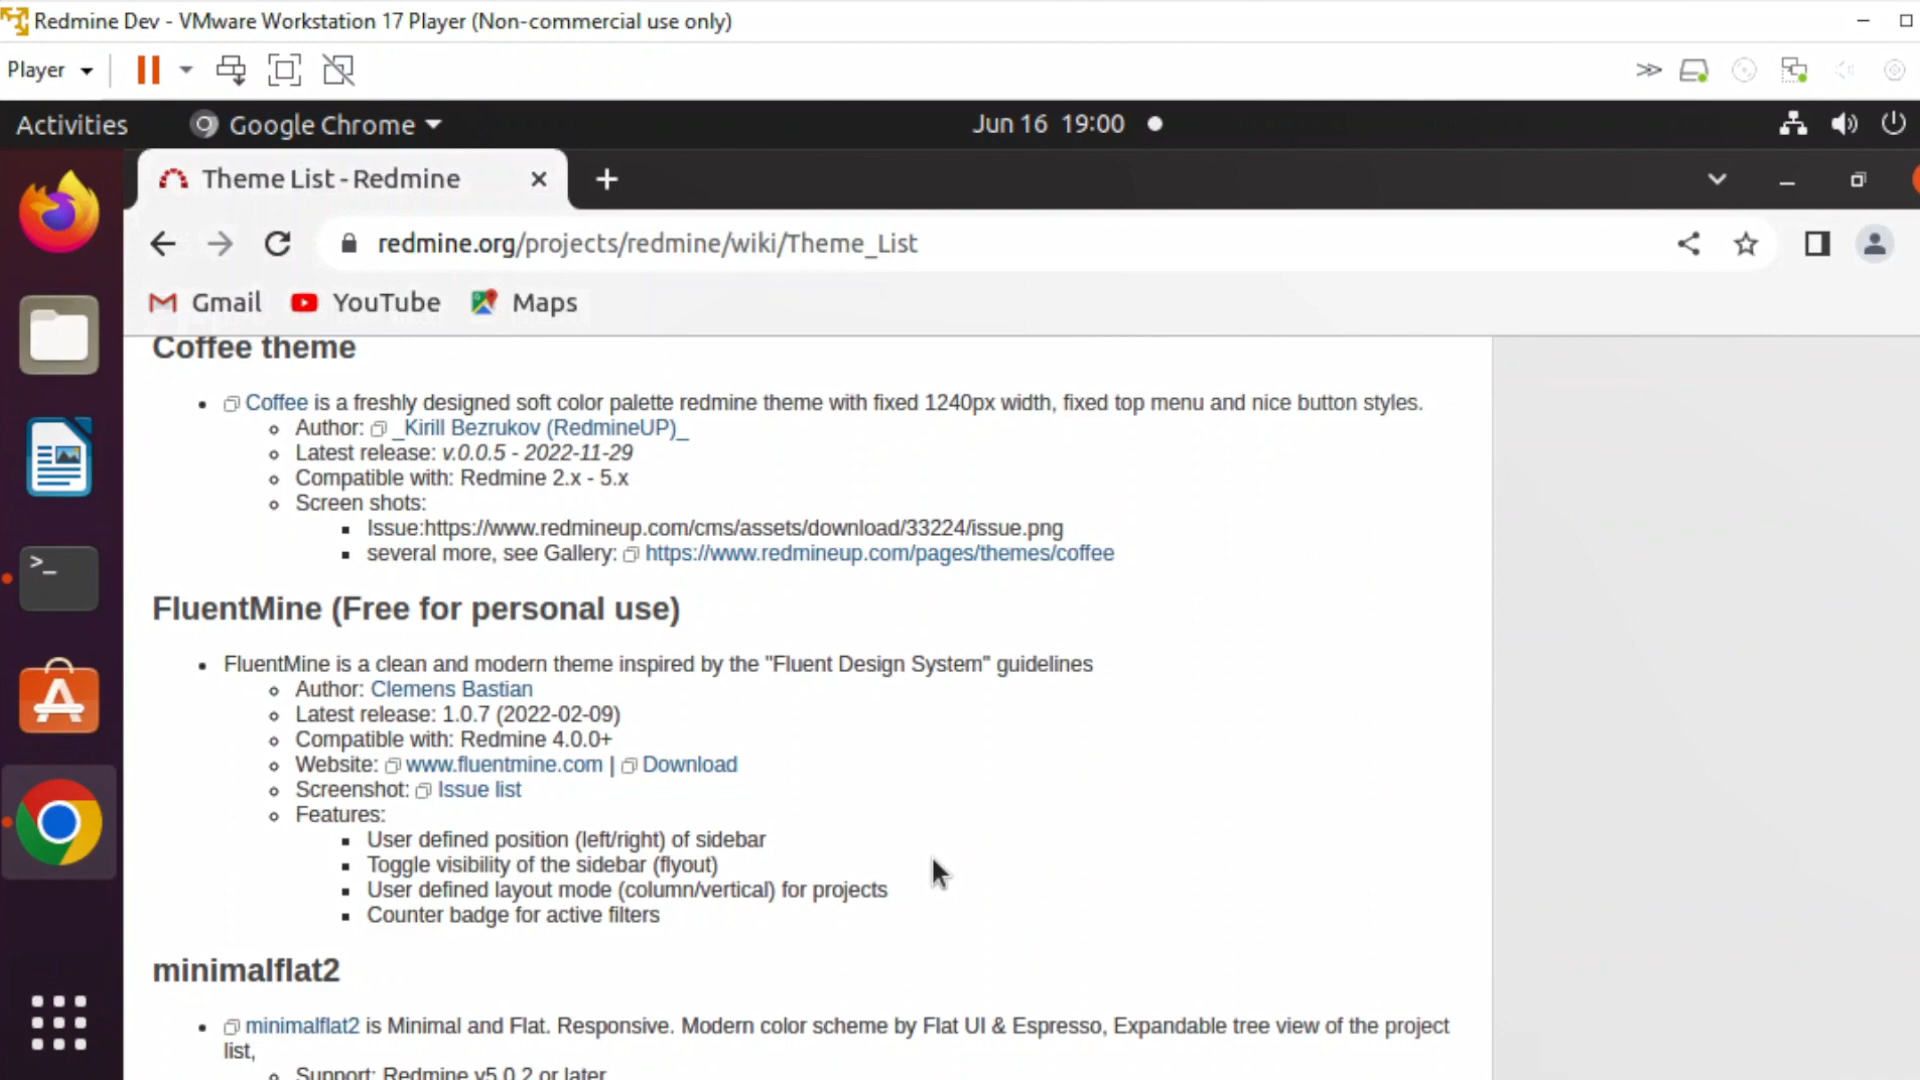 Redmine Dev - VMware Workstation 17 Player (Non-commercial use only)
Player
Activities
Google Chrome
Jun 16 19:00
Theme List - Redmine
redmine.org/projects/redmine/wiki/Theme_List
Gmail
YouTube
Maps
Coffee theme
Coffee is a freshly designed soft color palette redmine theme with fixed 1240px width, fixed top menu and nice button styles.
Author: _Kirill Bezrukov (RedmineUP)_
Latest release: v.0.0.5 - 2022-11-29
Compatible with: Redmine 2.x - 5.x
Screen shots:
Issue:https://www.redmineup.com/cms/assets/download/33224/issue.png
several more, see Gallery: https://www.redmineup.com/pages/themes/coffee
FluentMine (Free for personal use)
FluentMine is a clean and modern theme inspired by the "Fluent Design System" guidelines
Author: Clemens Bastian
Latest release: 1.0.7 (2022-02-09)
Compatible with: Redmine 4.0.0+
Website: www.fluentmine.com | Download
Screenshot: Issue list
Features:
User defined position (left/right) of sidebar
Toggle visibility of the sidebar (flyout)
User defined layout mode (column/vertical) for projects
Counter badge for active filters
minimalflat2
minimalflat2 is Minimal and Flat. Responsive. Modern color scheme by Flat UI & Espresso, Expandable tree view of the project
list,
Support: Redmine v5.0.2 or later